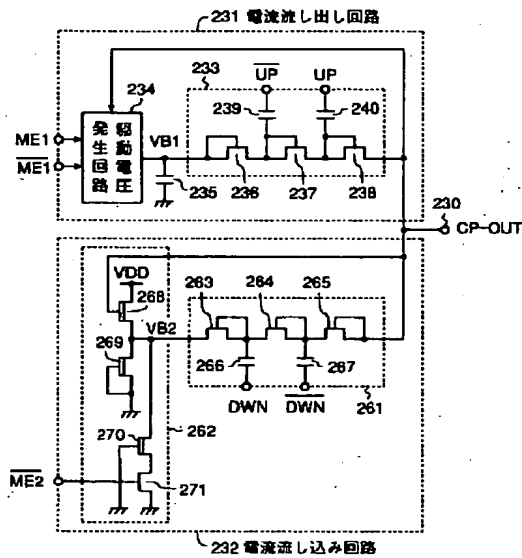 231 電流流し出し回路
233
UP
UP
234
239
240
ME1
ME1
駆動電圧
発生回路
VB1
235
236
237
238
230
CP-OUT
VDD
268
263
264
265
VB2
269
266
267
DWN
DWN
261
270
262
ME2
271
232 電流流し込み回路